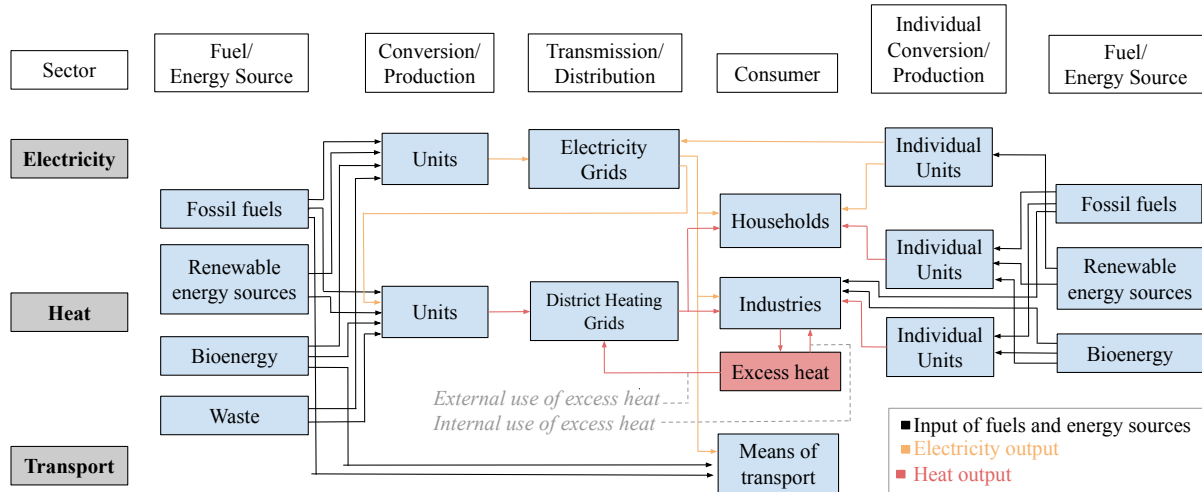 Sector
Fuel/
Energy Source
Conversion/
Production
Transmission/
Distribution
Consumer
Individual
Conversion/
Production
Fuel/
Energy Source
Electricity
Heat
Transport
Fossil fuels
Renewable
energy sources
Bioenergy
Waste
Units
Units
Electricity
Grids
District Heating
Grids
Households
Industries
Excess heat
Means of
transport
Individual
Units
Individual
Units
Individual
Units
Fossil fuels
Renewable
energy sources
Bioenergy
External use of excess heat
Internal use of excess heat
Input of fuels and energy sources
Electricity output
Heat output